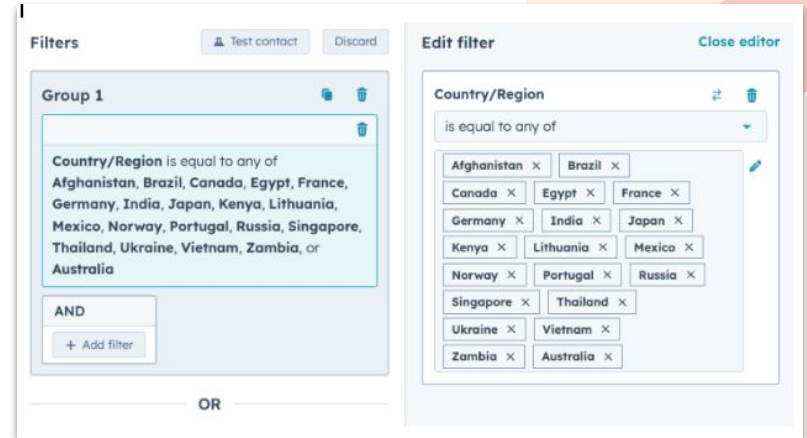 Filters
Test contact
Discard
Group 1
Country/Region is equal to any of
Afghanistan, Brazil, Canada, Egypt, France,
Germany, India, Japan, Kenya, Lithuania,
Mexico, Norway, Portugal, Russia, Singapore,
Thailand, Ukraine, Vietnam, Zambia, or
Australia
AND
+ Add filter
OR
Edit filter
Close editor
Country/Region
is equal to any of
Afghanistan × Brazil ×
Canada × Egypt × France ×
Germany × India × Japan ×
Kenya × Lithuania × Mexico ×
Norway × Portugal × Russia ×
Singapore × Thailand ×
Ukraine × Vietnam ×
Zambia × Australia ×